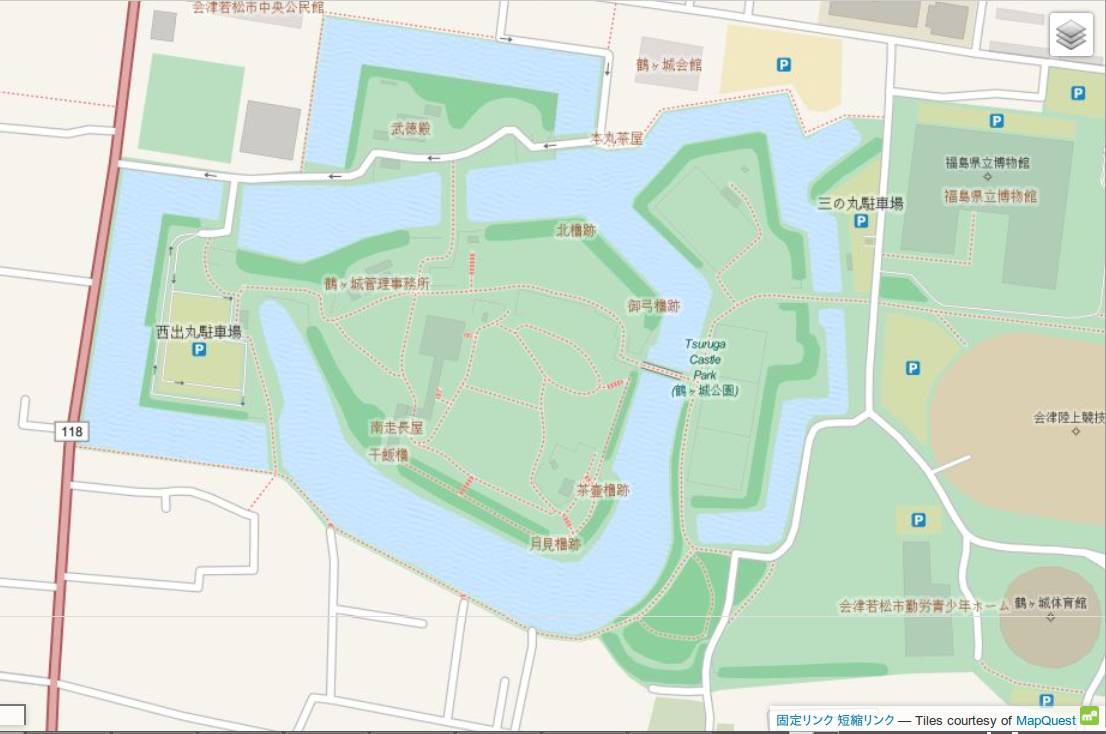 会津若松市中央公民館
鶴ヶ城会館
P
P
P
武徳殿
本丸茶屋
福島県立博物館
福島県立博物館
三の丸駐車場
P
北櫓跡
鶴ヶ城管理事務所
御弓櫓跡
西出丸駐車場
P
Tsuruga
Castle
Park
(鶴ヶ城公園)
P
会津陸上競技
118
南走長屋
干飯櫓
茶壷櫓跡
P
月見櫓跡
会津若松市勤労青少年ホーム
鶴ヶ城体育館
P
固定リンク 短縮リンク — Tiles courtesy of MapQuest